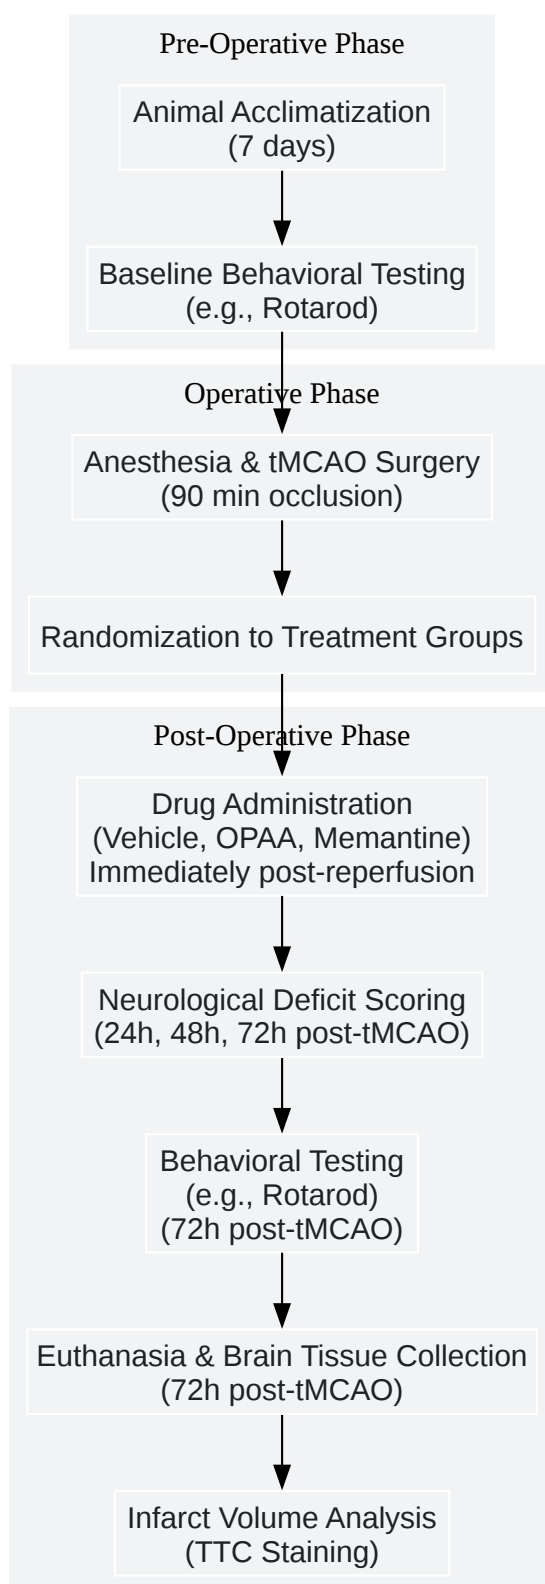 Pre-Operative Phase
Animal Acclimatization
(7 days)
Baseline Behavioral Testing
(e.g., Rotarod)
Operative Phase
Anesthesia & tMCAO Surgery
(90 min occlusion)
Randomization to Treatment Groups
Post-Operative Phase
Drug Administration
(Vehicle, OPAA, Memantine)
Immediately post-reperfusion
Neurological Deficit Scoring
(24h, 48h, 72h post-tMCAO)
Behavioral Testing
(e.g., Rotarod)
(72h post-tMCAO)
Euthanasia & Brain Tissue Collection
(72h post-tMCAO)
Infarct Volume Analysis
(TTC Staining)